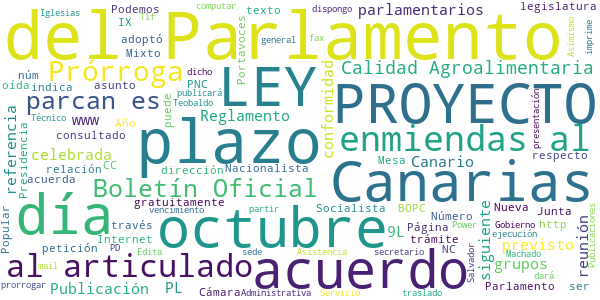 Iglesias Podemos tlf computar dispongo parlamentarios legislatura
IX adoptó Mixto texto general fax Portavoces Asinismo imprime
del Parlamento
oída núm indica asunto Prórroga dicho PNC publicará Teobaldo LEY conformidad Calidad Agroalimentaria
parcan es puede Reglamento PROYECTO presentación
referencia Presidencia Técnico www Año consultado plazo enmiendas al
celebrada relación CC acuerda dirección Nacionalista Mesa Canario respecto
Boletín Oficial Canarias
Popular día gratuitamente vencimiento partir Socialista BOPC Número Nueva Junta
petición través Internet PD Edita octubre 9L Página trámite NC siguiente previsto Gobierno http ejecución reunión Publicaciones
al articulado sede Asistencia acuerdo secretario Power Salvador grupos Machado dará
mail prorrogar Publicación PL Cámara Administrativa Servicio traslado Parlamento ser